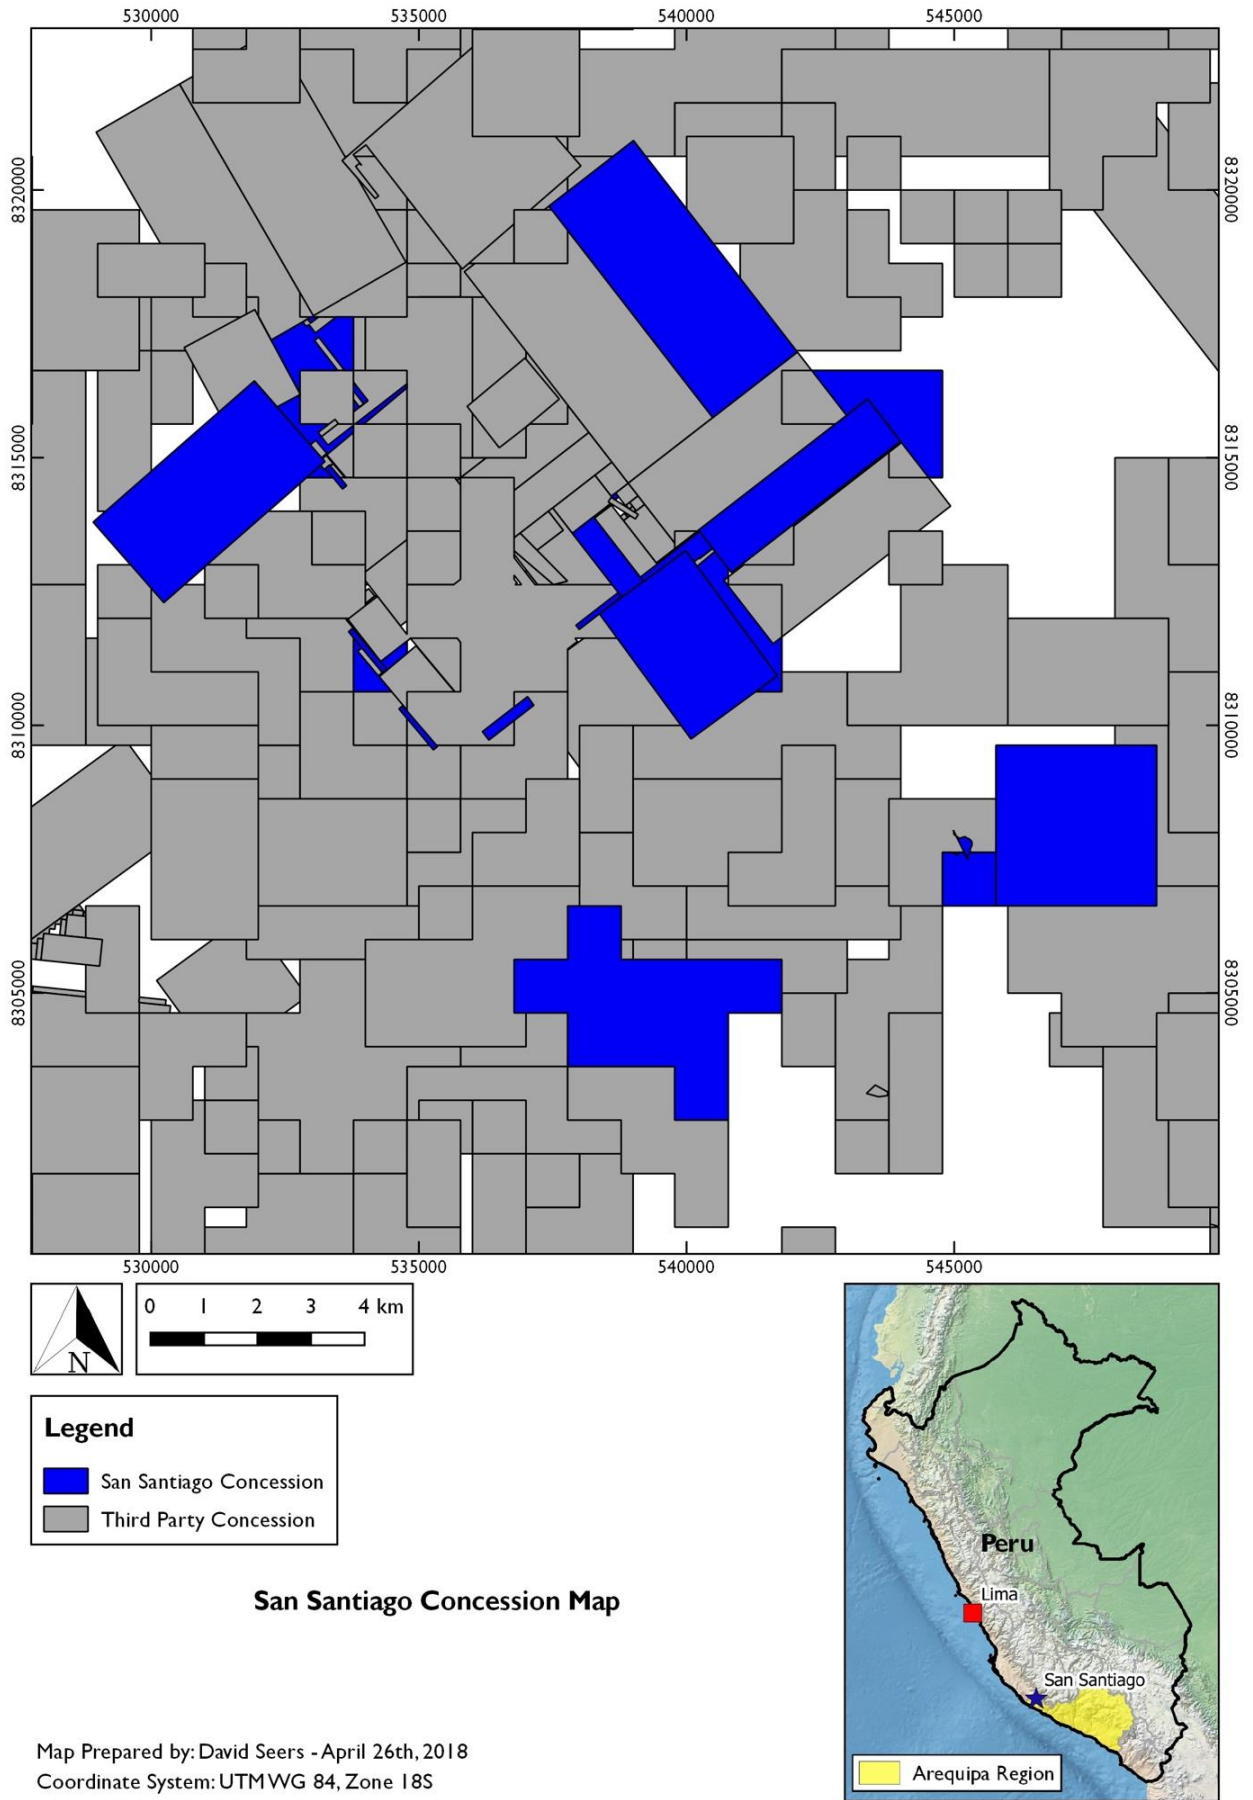 530000 535000 540000 545000
8320000 8320000
8315000 8315000
8310000 8310000
8305000 8305000
530000 535000 540000 545000
N
0 1 2 3 4 km
Legend
San Santiago Concession
Third Party Concession
San Santiago Concession Map
Map Prepared by: David Seers - April 26th, 2018
Coordinate System: UTM WG 84, Zone 18S
Peru
Lima
San Santiago
Arequipa Region